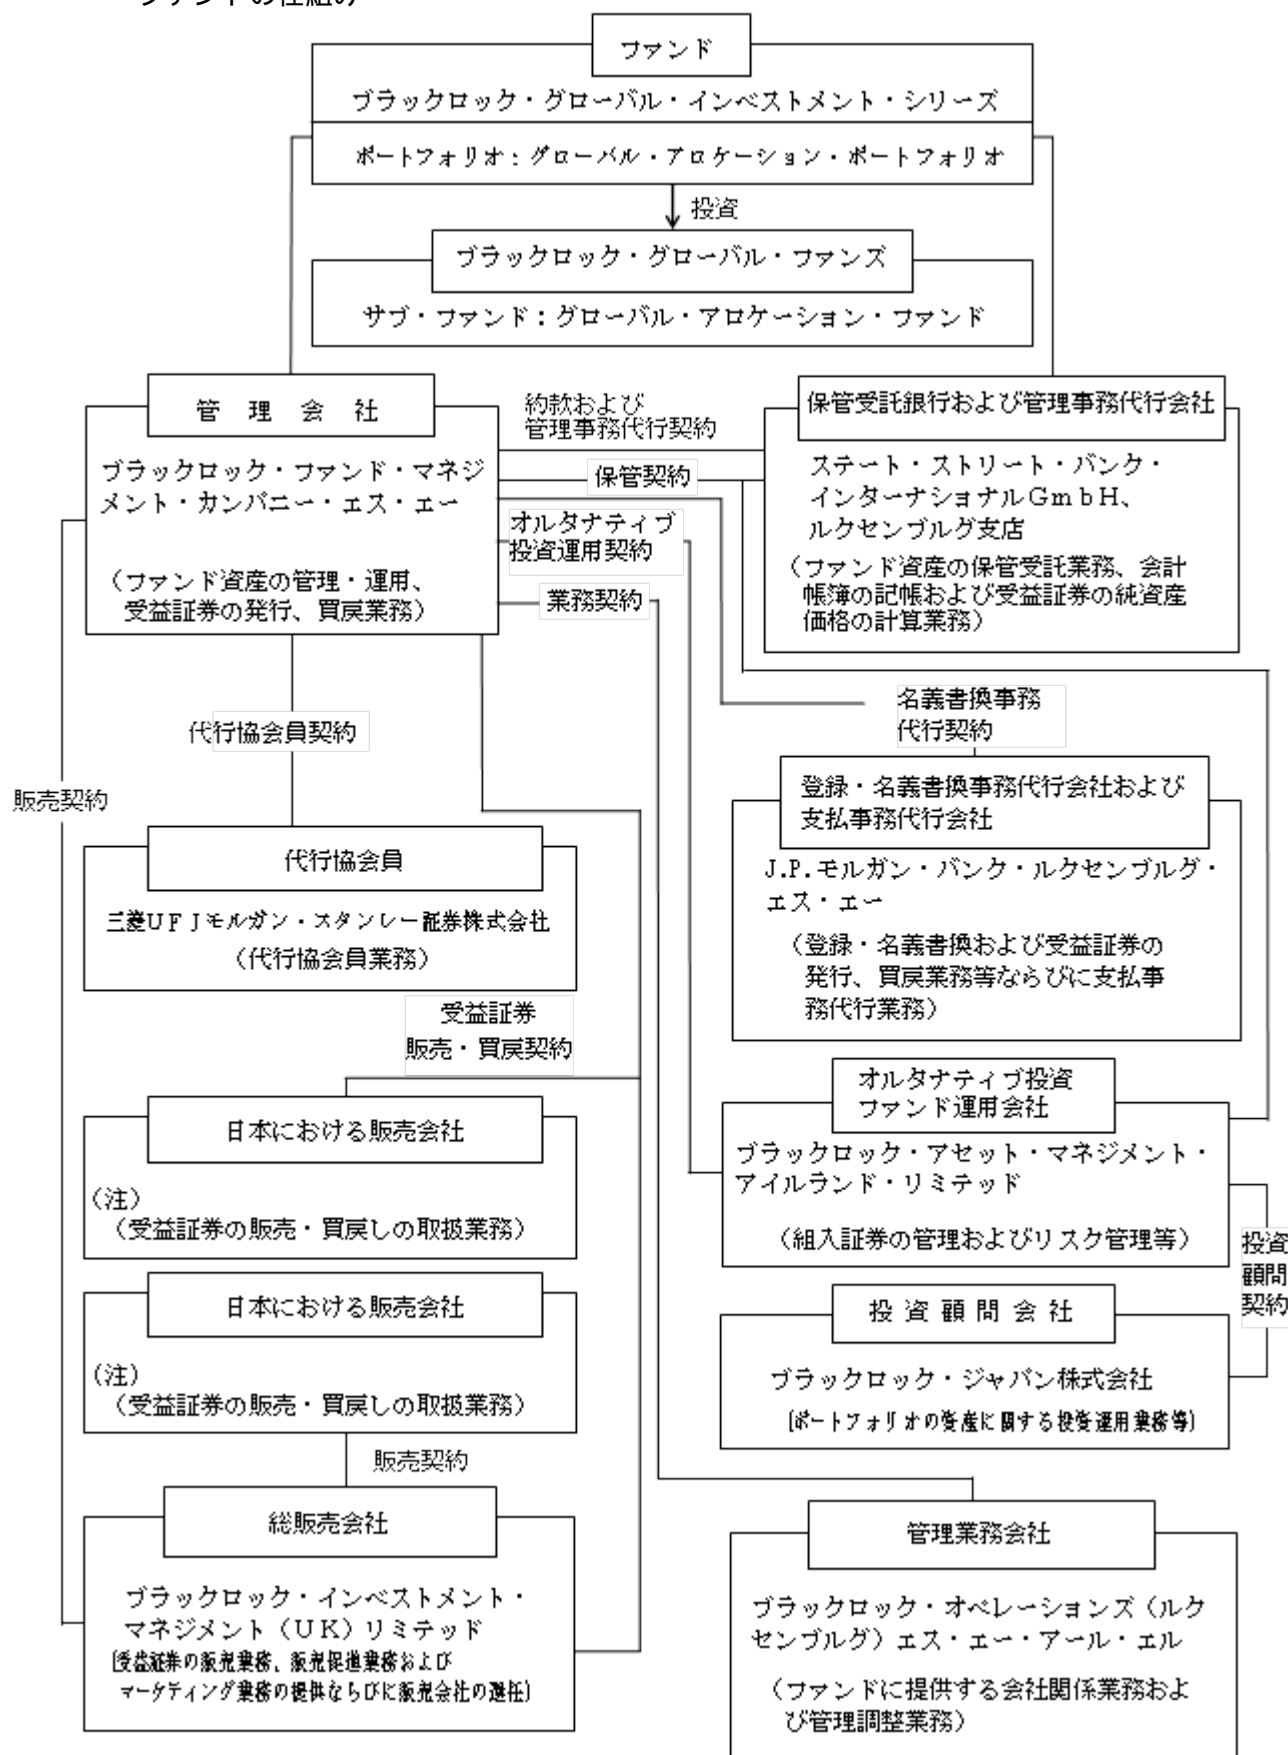 ファンドの仕組み
ファンド
ブラックロック・グローバル・インベストメント・シリーズ
ポートフォリオ：グローバル・アロケーション・ポートフォリオ
投資
ブラックロック・グローバル・ファンズ
サブ・ファンド：グローバル・アロケーション・ファンド
管　理　会　社
ブラックロック・ファンド・マネジ
メント・カンパニー・エス・エー
（ファンド資産の管理・運用、
受益証券の発行、買戻業務）
約款および
管理事務代行契約
保管契約
オルタナティブ
投資運用契約
業務契約
保管受託銀行および管理事務代行会社
ステート・ストリート・バンク・
インターナショナルＧｍｂＨ、
ルクセンブルグ支店
（ファンド資産の保管受託業務、会計
帳簿の記帳および受益証券の純資産
価格の計算業務）
名義書換事務
代行契約
代行協会員契約
販売契約
登録・名義書換事務代行会社および
支払事務代行会社
J.P.モルガン・バンク・ルクセンブルグ・
エス・エー
（登録・名義書換および受益証券の
発行、買戻業務等ならびに支払事
務代行業務）
代行協会員
三菱ＵＦＪモルガン・スタンレー証券株式会社
（代行協会員業務）
受益証券
販売・買戻契約
日本における販売会社
（注）
（受益証券の販売・買戻しの取扱業務）
オルタナティブ投資
ファンド運用会社
ブラックロック・アセット・マネジメント・
アイルランド・リミテッド
（組入証券の管理およびリスク管理等）
投資
顧問
契約
日本における販売会社
（注）
（受益証券の販売・買戻しの取扱業務）
投 資 顧 問 会 社
ブラックロック・ジャパン株式会社
（ポートフォリオの資産に関する投資運用業務等）
販売契約
総販売会社
ブラックロック・インベストメント・
マネジメント（ＵＫ）リミテッド
（受益証券の販売業務、販売促進業務および
マーケティング業務の提供ならびに販売会社の選任）
管理業務会社
ブラックロック・オペレーションズ（ルク
センブルグ）エス・エー・アール・エル
（ファンドに提供する会社関係業務およ
び管理調整業務）